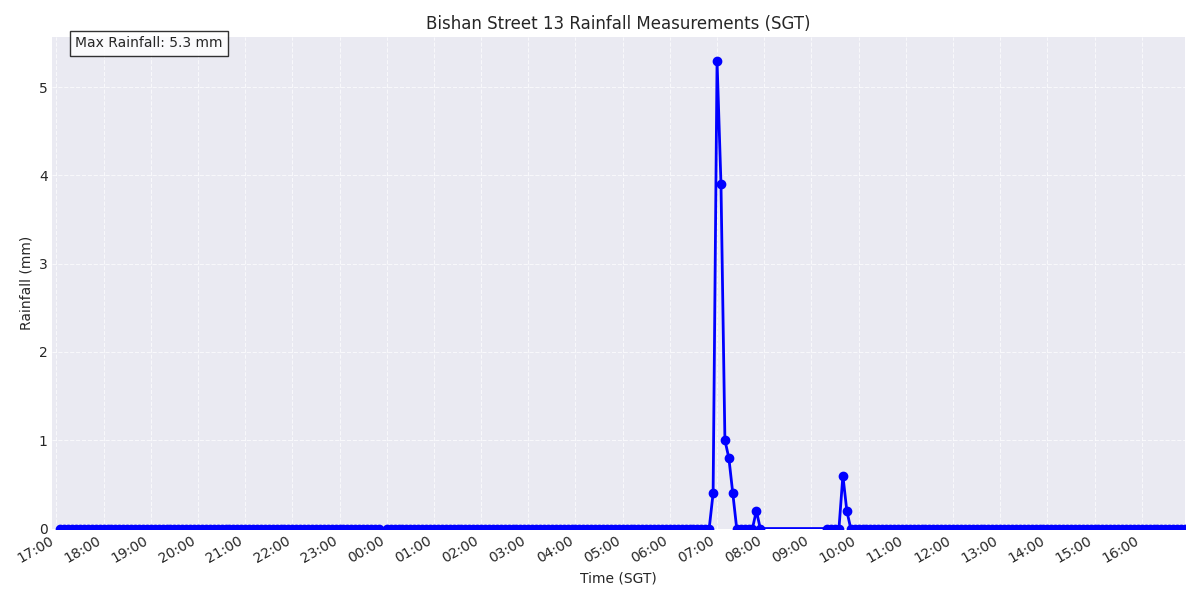 Bishan Street 13 Rainfall Measurements (SGT)
Max Rainfall: 5.3 mm
Rainfall (mm)
5
4
3
2
1
0
17:00 18:00 19:00 20:00 21:00 22:00 23:00 00:00 01:00 02:00 03:00 04:00 05:00 06:00 07:00 08:00 09:00 10:00 11:00 12:00 13:00 14:00 15:00 16:00
Time (SGT)